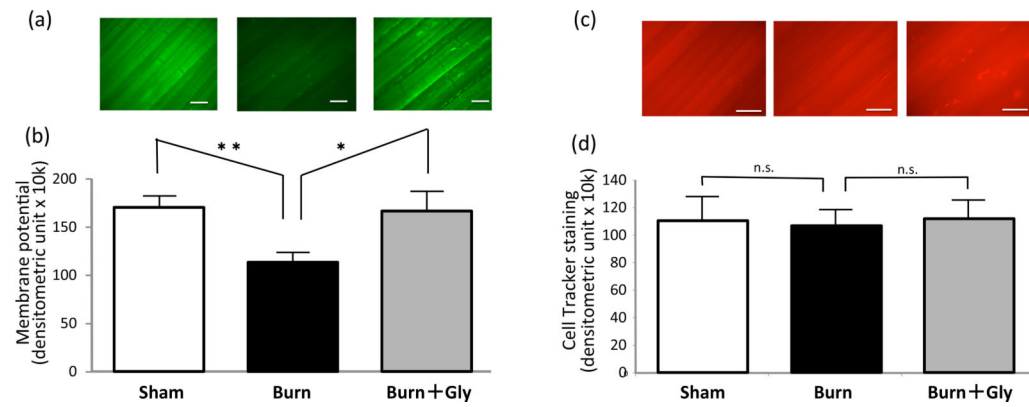 (a)
(b)
* *
*
Membrane potential
(densitometric unit x 10k)
200
150
100
50
0
Sham
Burn
Burn+Gly
(c)
(d)
n.s.
n.s.
Cell Tracker staining
(densitometric unit x 10k)
140
120
100
80
60
40
20
0
Sham
Burn
Burn+Gly